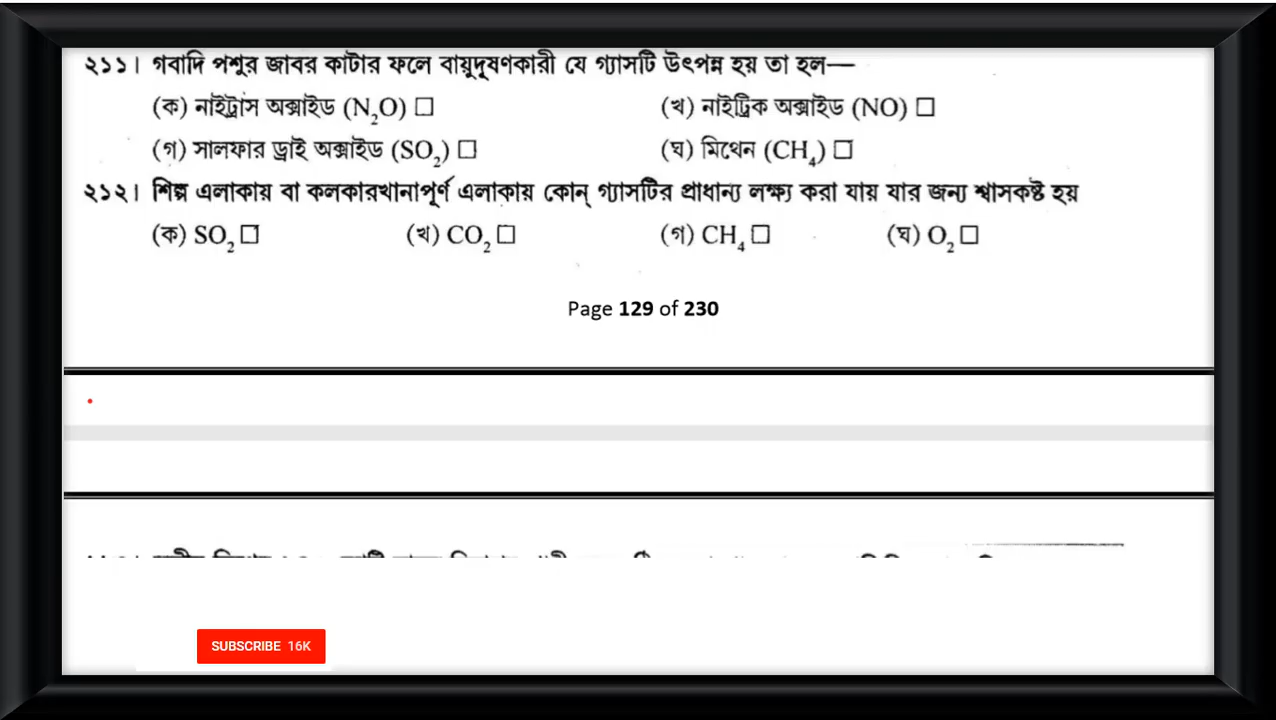 ২১১। গবাদি পশুর জাবর কাটার ফলে বায়ুদূষণকারী যে গ্যাসটি উৎপন্ন হয় তা হল—
(ক) নাইট্রাস অক্সাইড (N₂O) □ (খ) নাইট্রিক অক্সাইড (NO) □
(গ) সালফার ড্রাই অক্সাইড (SO₂) □ (ঘ) মিথেন (CH₄) □
২১২। শিল্প এলাকায় বা কলকারখানাপূর্ণ এলাকায় কোন্ গ্যাসটির প্রাধান্য লক্ষ্য করা যায় যার জন্য শ্বাসকষ্ট হয়
(ক) SO₂ □ (খ) CO₂ □ (গ) CH₄ □ (ঘ) O₂ □
Page 129 of 230
SUBSCRIBE 16K